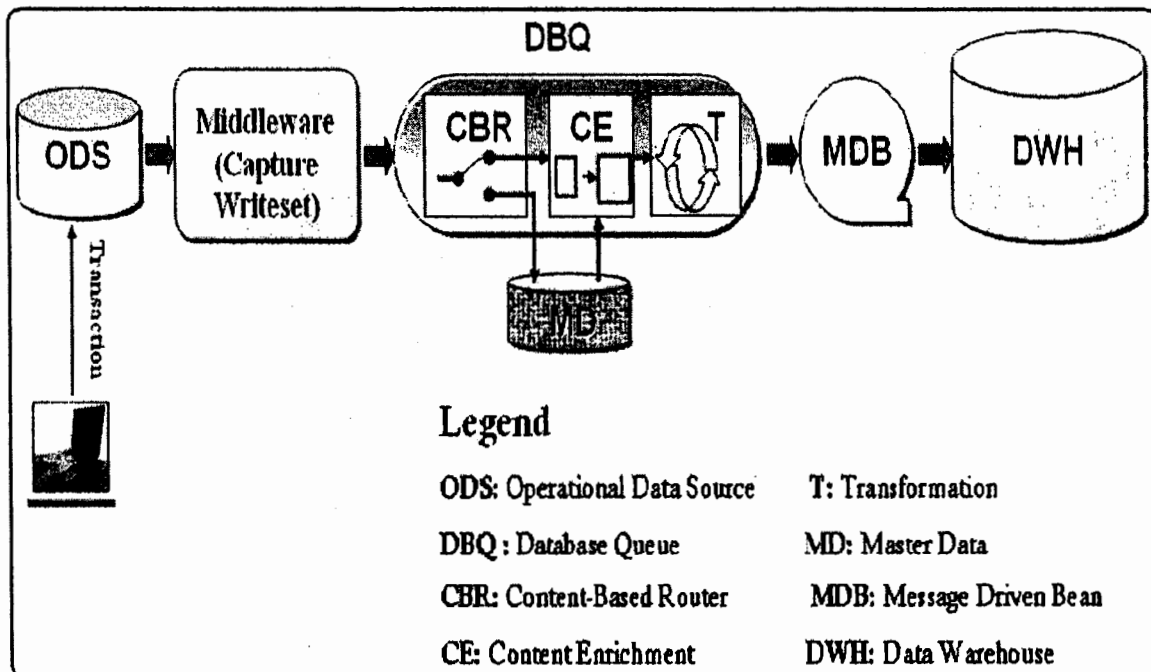 DBQ
ODS
Middleware
(Capture
Writeset)
CBR
CE
T
MDB
DWH
MD
Transaction
Legend
ODS: Operational Data Source
T: Transformation
DBQ : Database Queue
MD: Master Data
CBR: Content-Based Router
MDB: Message Driven Bean
CE: Content Enrichment
DWH: Data Warehouse